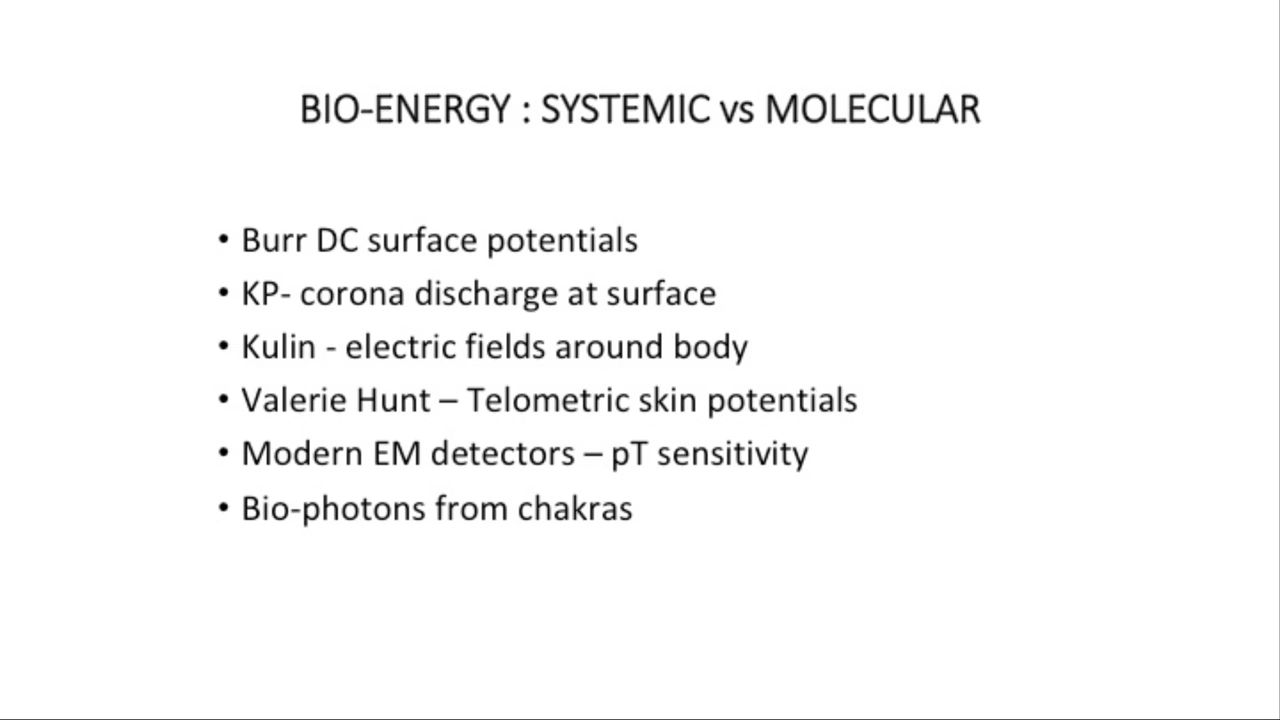 BIO-ENERGY : SYSTEMIC vs MOLECULAR
• Burr DC surface potentials
• KP- corona discharge at surface
• Kulin - electric fields around body
• Valerie Hunt – Telometric skin potentials
• Modern EM detectors – pT sensitivity
• Bio-photons from chakras